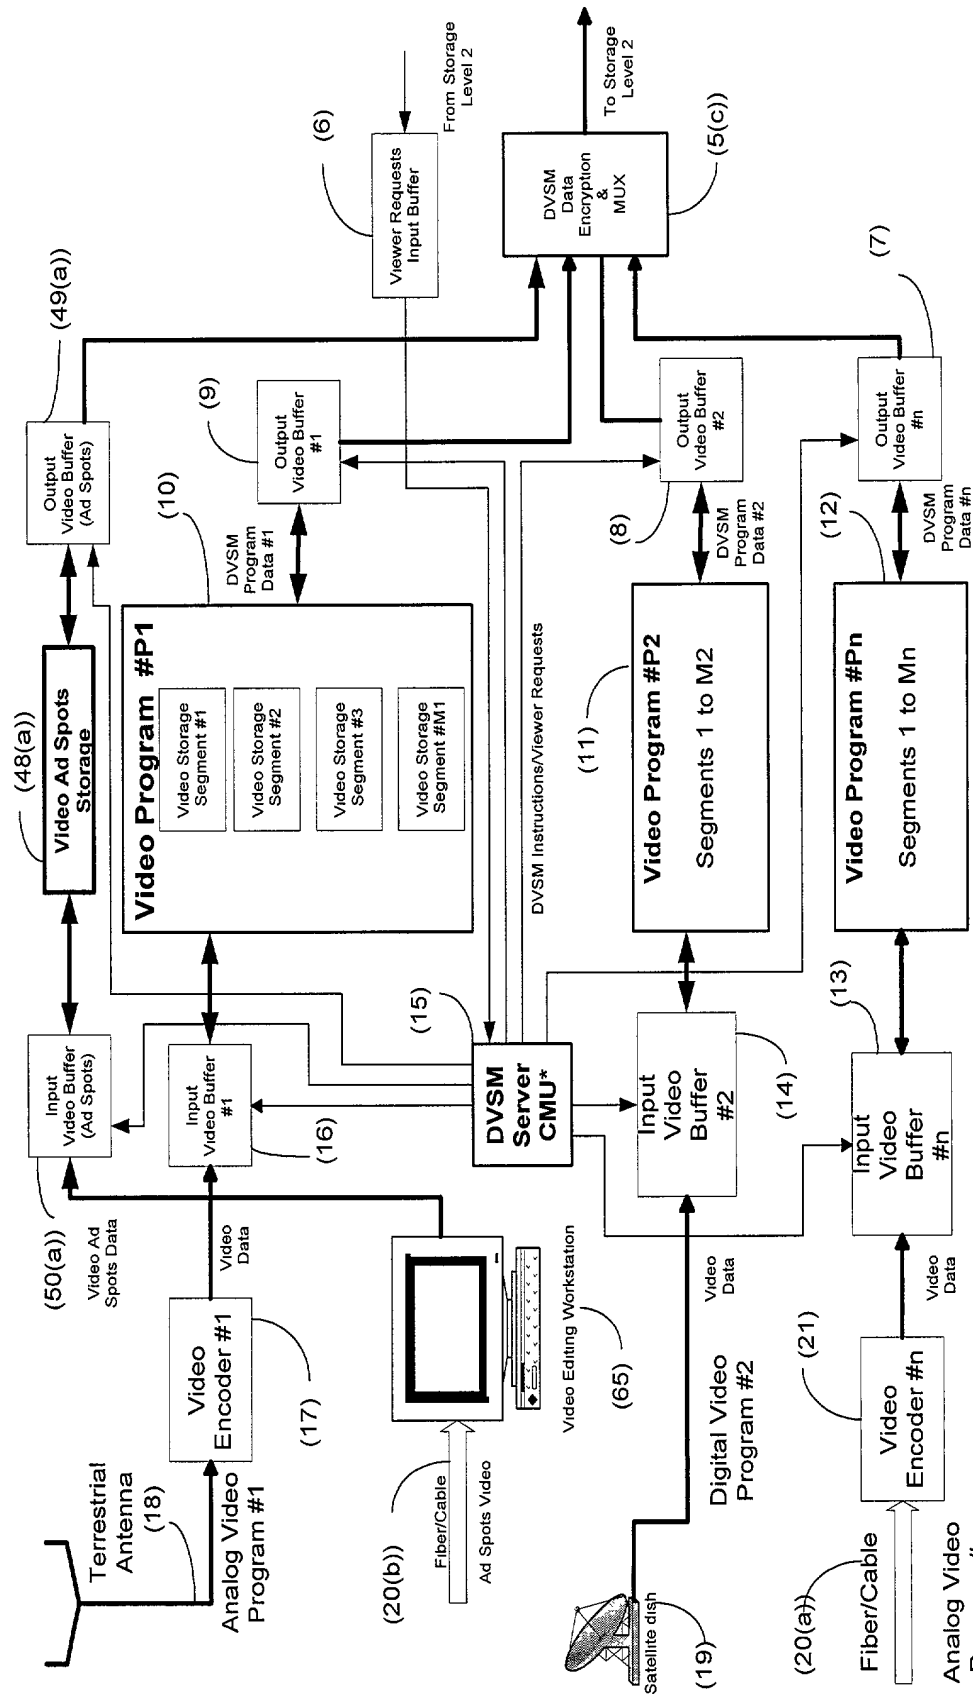 Terrestrial
Antenna
(18)
Analog Video
Program #1
Video
Encoder #1
(17)
Video Data
Video Ad
Spots Data
(50(a))
Input
Video Buffer
(Ad Spots)
Input
Video Buffer
#1
(16)
(48(a))
Video Ad Spots
Storage
Output
Video Buffer
(Ad Spots)
(49(a))
Video Program #P1
Video Storage
Segment #1
Video Storage
Segment #2
Video Storage
Segment #3
Video Storage
Segment #M1
(10)
DVSM
Program
Data #1
Output
Video Buffer
#1
(9)
Viewer Requests
Input Buffer
(6)
From Storage
Level 2
(20(b))
Fiber/Cable
Ad Spots Video
Video Editing Workstation
(65)
DVSM
Server
CMU*
(15)
DVSM Instructions/Viewer Requests
DVSM
Data
Encryption
&
MUX
(5(c))
To Storage
Level 2
Satellite dish
(19)
Digital Video
Program #2
Video
Data
Input
Video
Buffer
#2
(14)
(11)
Video Program #P2
Segments 1 to M2
DVSM
Program
Data #2
Output
Video Buffer
#2
(8)
(20(a))
Fiber/Cable
Analog Video
Video
Encoder #n
(21)
Video Data
Input
Video
Buffer
#n
(13)
Video Program #Pn
Segments 1 to Mn
(12)
DVSM
Program
Data #n
Output
Video Buffer
#n
(7)